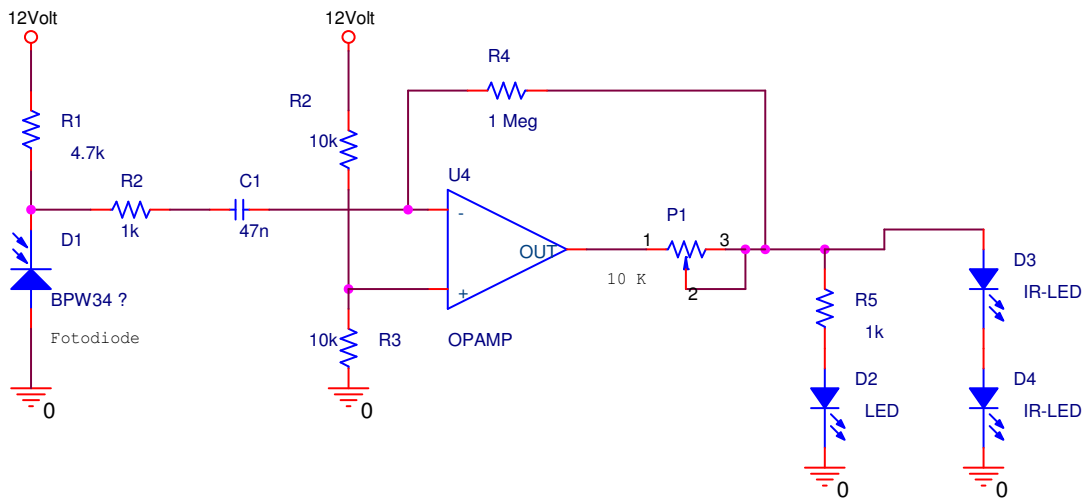 12Volt
12Volt
R1
4.7k
R2
1k
C1
47n
D1
BPW34 ?
Fotodiode
0
R2
10k
10k
R3
0
R4
1 Meg
U4
-
+
OUT
OPAMP
P1
1
3
2
10 K
R5
1k
D2
LED
0
D3
IR-LED
D4
IR-LED
0